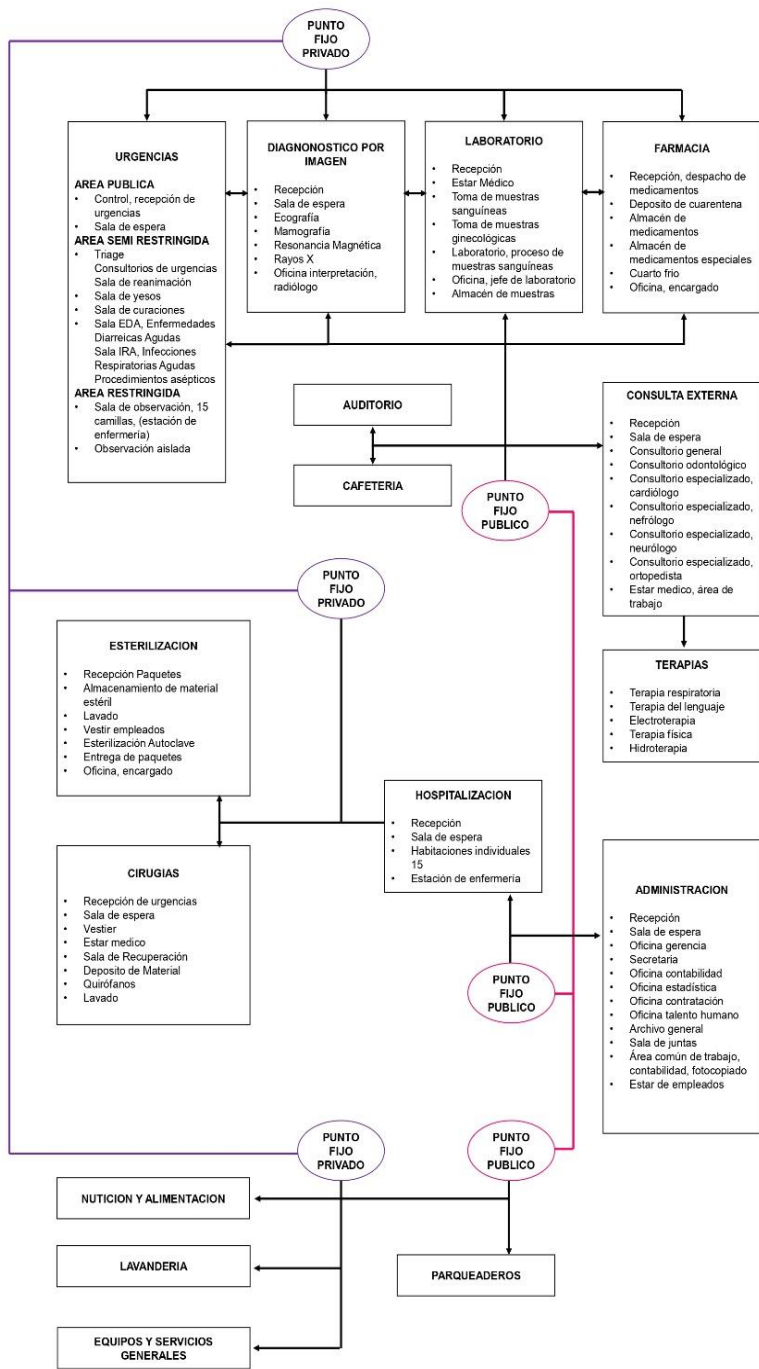 PUNTO
FIJO
PRIVADO
URGENCIAS
AREA PUBLICA
• Control, recepción de
urgencias
• Sala de espera
AREA SEMI RESTRINGIDA
• Triage
Consultorios de urgencias
Sala de reanimación
• Sala de yesos
• Sala de curaciones
• Sala EDA, Enfermedades
Diarreicas Agudas
Sala IRA, Infecciones
Respiratorias Agudas
Procedimientos asépticos
AREA RESTRINGIDA
• Sala de observación, 15
camillas, (estación de
enfermería)
• Observación aislada
DIAGNONOSTICO POR
IMAGEN
• Recepción
• Sala de espera
• Ecografía
• Mamografía
• Resonancia Magnética
• Rayos X
• Oficina interpretación,
radiólogo
LABORATORIO
• Recepción
• Estar Médico
• Toma de muestras
sanguíneas
• Toma de muestras
ginecológicas
• Laboratorio, proceso de
muestras sanguíneas
• Oficina, jefe de laboratorio
• Almacén de muestras
FARMACIA
• Recepción, despacho de
medicamentos
• Deposito de cuarentena
• Almacén de
medicamentos
• Almacén de
medicamentos especiales
• Cuarto frio
• Oficina, encargado
AUDITORIO
CAFETERIA
PUNTO
FIJO
PUBLICO
CONSULTA EXTERNA
• Recepción
• Sala de espera
• Consultorio general
• Consultorio odontológico
• Consultorio especializado,
cardiólogo
• Consultorio especializado,
nefrólogo
• Consultorio especializado,
neurólogo
• Consultorio especializado,
ortopedista
• Estar medico, área de
trabajo
TERAPIAS
• Terapia respiratoria
• Terapia del lenguaje
• Electroterapia
• Terapia física
• Hidroterapia
PUNTO
FIJO
PRIVADO
ESTERILIZACION
• Recepción Paquetes
• Almacenamiento de material
estéril
• Lavado
• Vestir empleados
• Esterilización Autoclave
• Entrega de paquetes
• Oficina, encargado
HOSPITALIZACION
• Recepción
• Sala de espera
• Habitaciones individuales
15
• Estación de enfermería
CIRUGIAS
• Recepción de urgencias
• Sala de espera
• Vestier
• Estar medico
• Sala de Recuperación
• Deposito de Material
• Quirófanos
• Lavado
PUNTO
FIJO
PUBLICO
ADMINISTRACION
• Recepción
• Sala de espera
• Oficina gerencia
• Secretaria
• Oficina contabilidad
• Oficina estadística
• Oficina contratación
• Oficina talento humano
• Archivo general
• Sala de juntas
• Área común de trabajo,
contabilidad, fotocopiado
• Estar de empleados
PUNTO
FIJO
PRIVADO
PUNTO
FIJO
PUBLICO
NUTICION Y ALIMENTACION
LAVANDERIA
PARQUEADEROS
EQUIPOS Y SERVICIOS
GENERALES